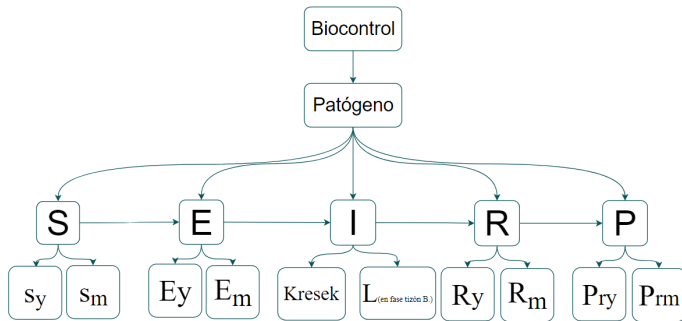 Biocontrol
Patógeno
S E I R P
Sy Sm Ey Em Kresek L(en fase tizón B.) Ry Rm Pry Prm